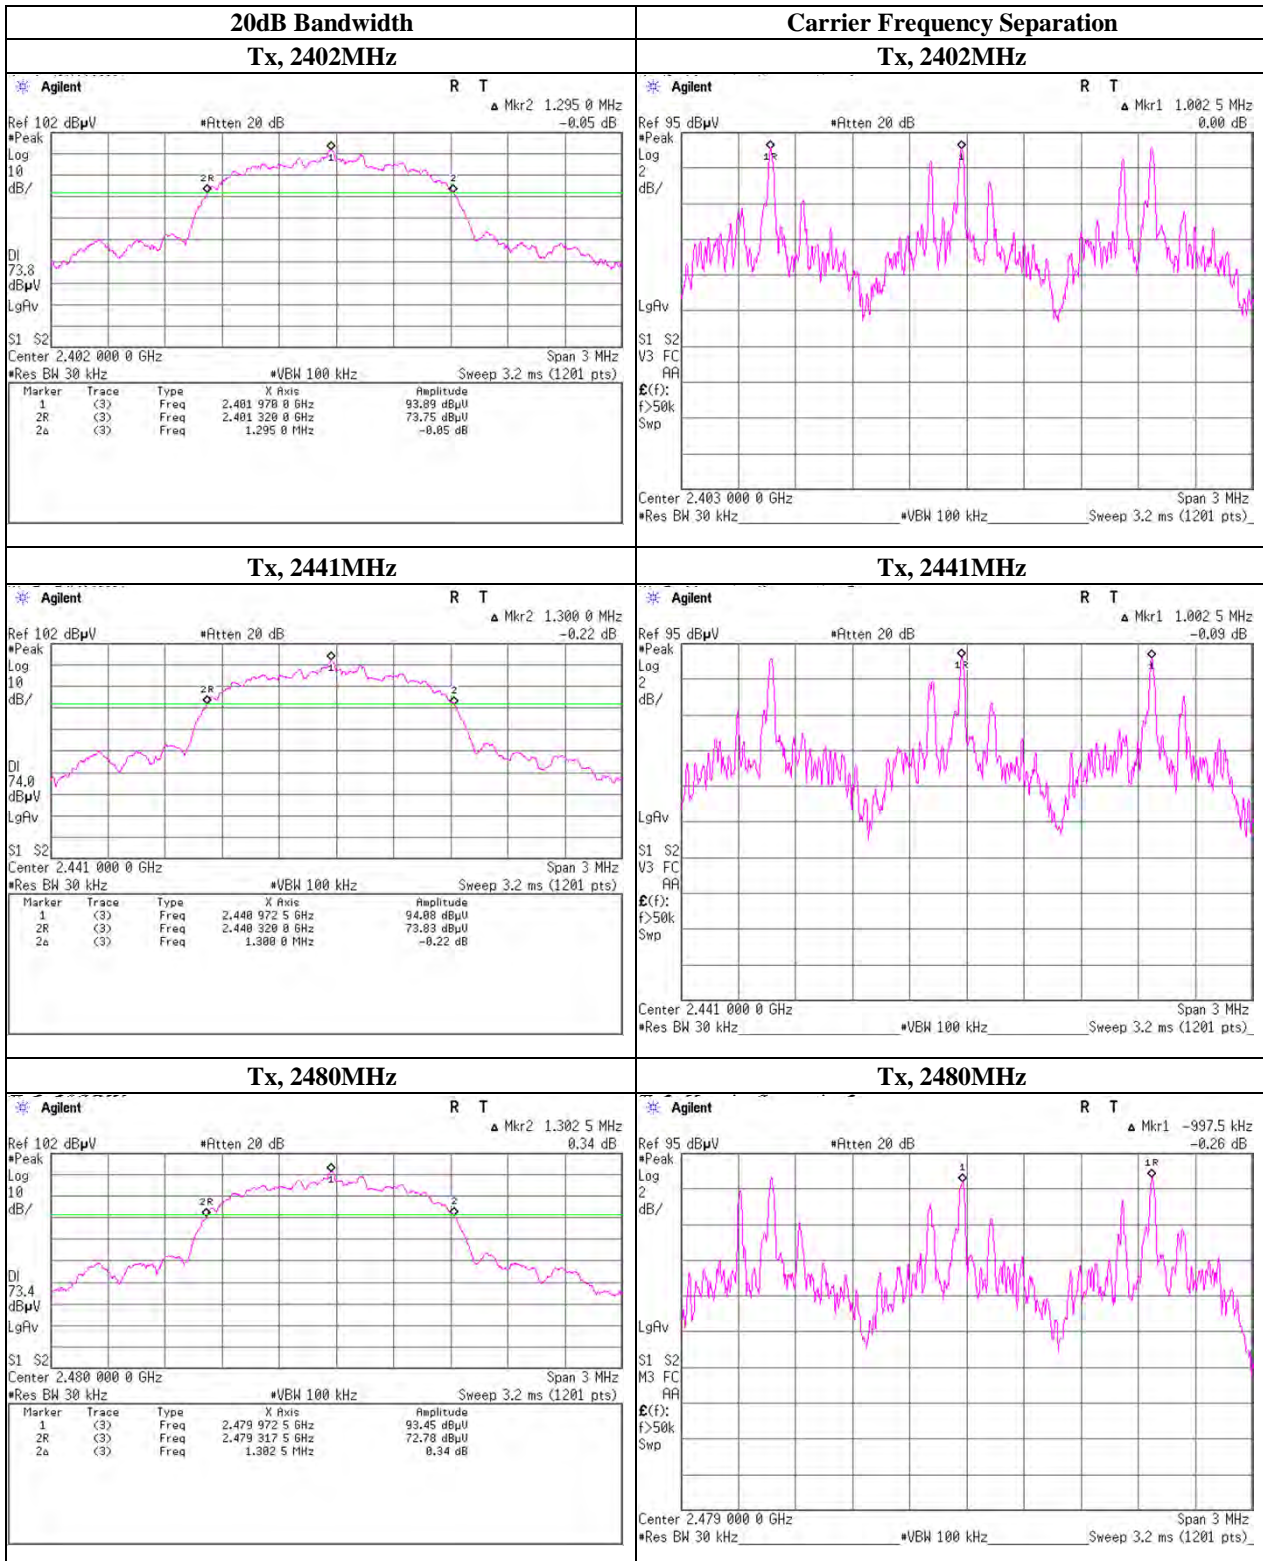 20dB Bandwidth
Carrier Frequency Separation
Tx, 2402MHz
Tx, 2402MHz
Agilent R T
Δ Mkr2 1.295 0 MHz
Ref 102 dBµV #Atten 20 dB -0.05 dB
#Peak
Log
10
dB/
2R
1
2
DI
73.8
dBµV
LgAv
S1 S2
Center 2.402 000 0 GHz Span 3 MHz
#Res BW 30 kHz #VBW 100 kHz Sweep 3.2 ms (1201 pts)
Marker Trace Type X Axis Amplitude
1 (3) Freq 2.401 970 0 GHz 93.89 dBµV
2R (3) Freq 2.401 320 0 GHz 73.75 dBµV
2Δ (3) Freq 1.295 0 MHz -0.05 dB
Agilent R T
Δ Mkr1 1.002 5 MHz
Ref 95 dBµV #Atten 20 dB 0.00 dB
#Peak
Log
2
dB/
1R
1
LgAv
S1 S2
V3 FC
AA
£(f):
f>50k
Swp
Center 2.403 000 0 GHz Span 3 MHz
#Res BW 30 kHz #VBW 100 kHz Sweep 3.2 ms (1201 pts)
Tx, 2441MHz
Tx, 2441MHz
Agilent R T
Δ Mkr2 1.300 0 MHz
Ref 102 dBµV #Atten 20 dB -0.22 dB
#Peak
Log
10
dB/
2R
1
2
DI
74.0
dBµV
LgAv
S1 S2
Center 2.441 000 0 GHz Span 3 MHz
#Res BW 30 kHz #VBW 100 kHz Sweep 3.2 ms (1201 pts)
Marker Trace Type X Axis Amplitude
1 (3) Freq 2.440 972 5 GHz 94.08 dBµV
2R (3) Freq 2.440 320 0 GHz 73.83 dBµV
2Δ (3) Freq 1.300 0 MHz -0.22 dB
Agilent R T
Δ Mkr1 1.002 5 MHz
Ref 95 dBµV #Atten 20 dB -0.09 dB
#Peak
Log
2
dB/
1R
1
LgAv
S1 S2
V3 FC
AA
£(f):
f>50k
Swp
Center 2.441 000 0 GHz Span 3 MHz
#Res BW 30 kHz #VBW 100 kHz Sweep 3.2 ms (1201 pts)
Tx, 2480MHz
Tx, 2480MHz
Agilent R T
Δ Mkr2 1.302 5 MHz
Ref 102 dBµV #Atten 20 dB 0.34 dB
#Peak
Log
10
dB/
2R
1
2
DI
73.4
dBµV
LgAv
S1 S2
Center 2.480 000 0 GHz Span 3 MHz
#Res BW 30 kHz #VBW 100 kHz Sweep 3.2 ms (1201 pts)
Marker Trace Type X Axis Amplitude
1 (3) Freq 2.479 972 5 GHz 93.45 dBµV
2R (3) Freq 2.479 317 5 GHz 72.78 dBµV
2Δ (3) Freq 1.302 5 MHz 0.34 dB
Agilent R T
Δ Mkr1 -997.5 kHz
Ref 95 dBµV #Atten 20 dB -0.26 dB
#Peak
Log
2
dB/
1
1R
LgAv
S1 S2
M3 FC
AA
£(f):
f>50k
Swp
Center 2.479 000 0 GHz Span 3 MHz
#Res BW 30 kHz #VBW 100 kHz Sweep 3.2 ms (1201 pts)